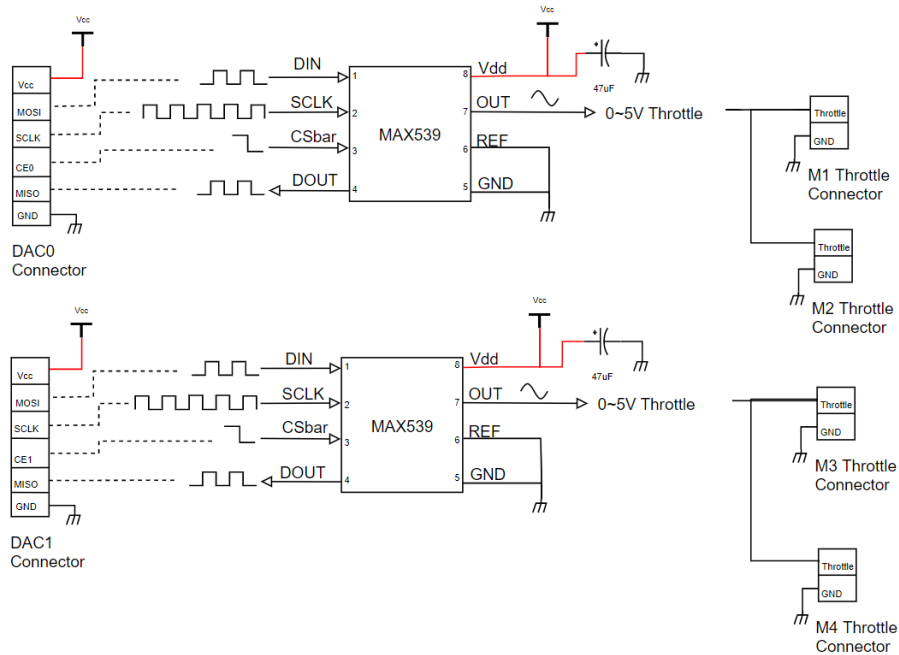 Vcc
Vcc
MOSI
SCLK
CE0
MISO
GND
DAC0
Connector
DIN
SCLK
CSbar
DOUT
1
2
3
4
MAX539
8
7
6
5
Vdd
OUT
REF
GND
Vcc
+
47uF
0~5V Throttle
Throttle
GND
M1 Throttle
Connector
Throttle
GND
M2 Throttle
Connector
Vcc
Vcc
MOSI
SCLK
CE1
MISO
GND
DAC1
Connector
DIN
SCLK
CSbar
DOUT
1
2
3
4
MAX539
8
7
6
5
Vdd
OUT
REF
GND
Vcc
+
47uF
0~5V Throttle
Throttle
GND
M3 Throttle
Connector
Throttle
GND
M4 Throttle
Connector